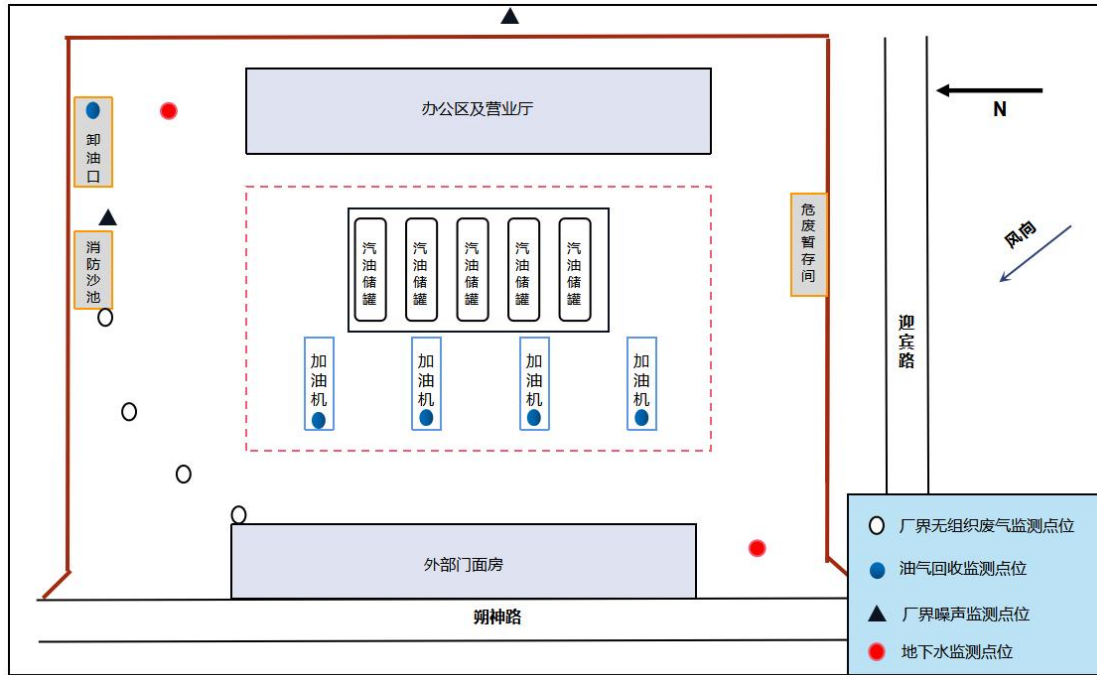 办公区及营业厅
N
卸油口
消防沙池
危废暂存间
风向
汽油储罐
汽油储罐
汽油储罐
汽油储罐
汽油储罐
迎宾路
加油机
加油机
加油机
加油机
外部门面房
朔神路
厂界无组织废气监测点位
油气回收监测点位
厂界噪声监测点位
地下水监测点位